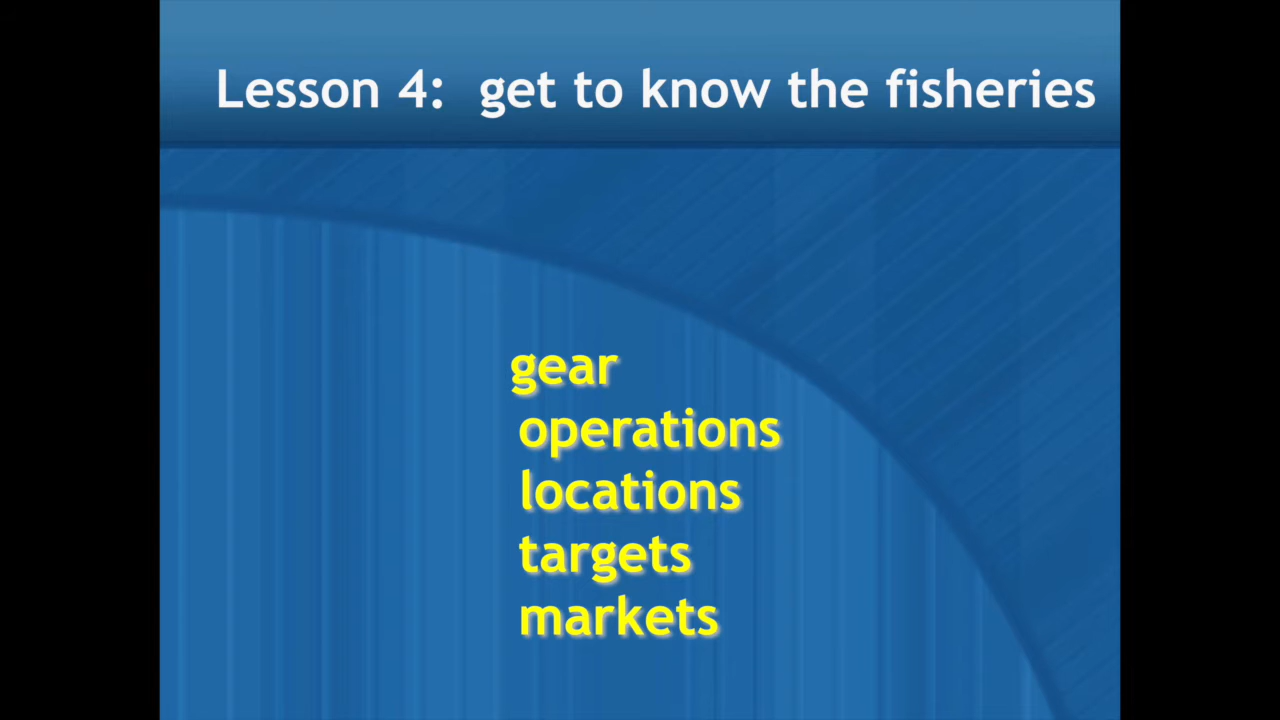 Lesson 4:  get to know the fisheries
gear
operations
locations
targets
markets